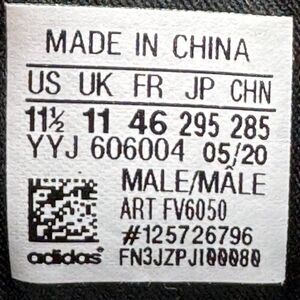 MADE IN CHINA
US UK FR JP CHN
11½ 11 46 295 285
YYJ 606004 05/20
MALE/MÂLE
ART FV6050
#125726796
adidas FN3JZPJI00080